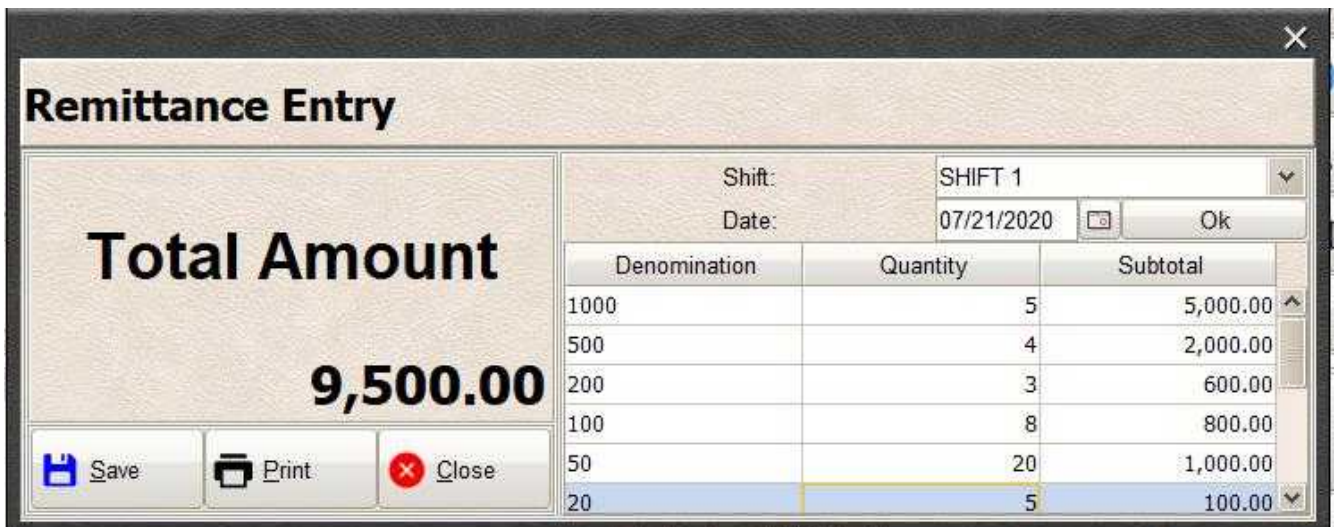 Remittance Entry
Total Amount
9,500.00
Save Print Close
Shift: SHIFT 1
Date: 07/21/2020 Ok
Denomination Quantity Subtotal
1000 5 5,000.00
500 4 2,000.00
200 3 600.00
100 8 800.00
50 20 1,000.00
20 5 100.00